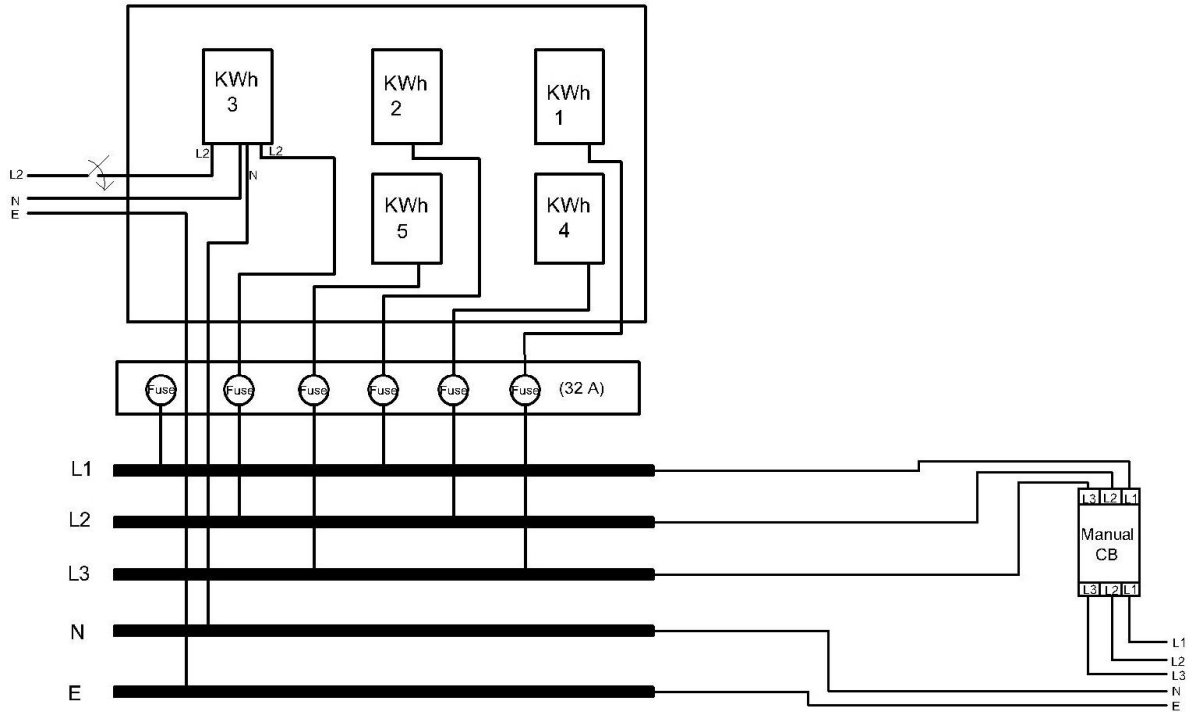 KWh
3
KWh
2
KWh
1
L2
L2
L2
N
N
E
KWh
5
KWh
4
Fuse
Fuse
Fuse
Fuse
Fuse
Fuse
(32 A)
L1
L2
L3
N
E
L3 L2 L1
Manual
CB
L3 L2 L1
L1
L2
L3
N
E